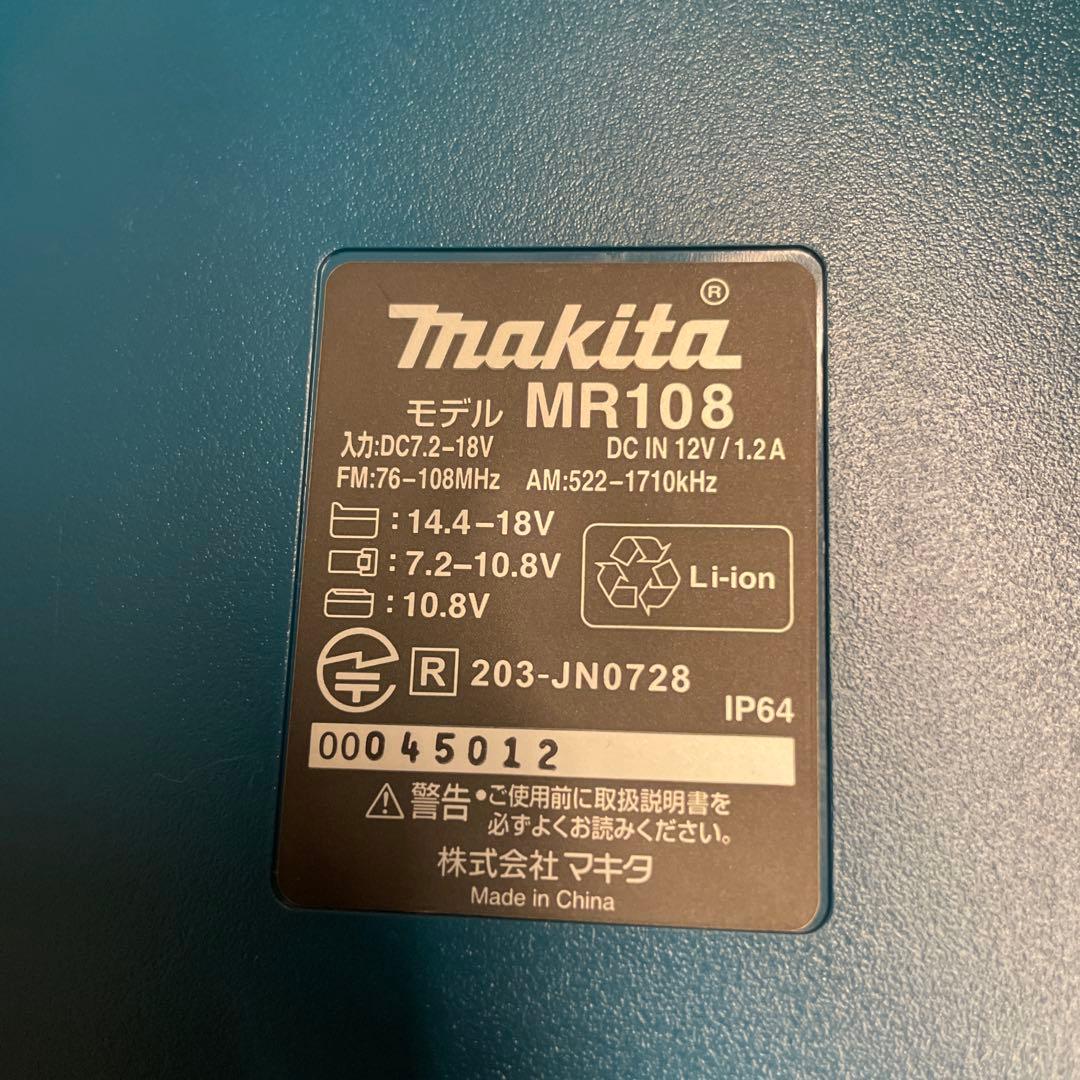 makita®
モデル MR108
入力:DC7.2-18V DC IN 12V/1.2A
FM:76-108MHz AM:522-1710kHz
:14.4-18V
:7.2-10.8V
:10.8V
Li-ion
R 203-JN0728
IP64
00045012
警告 •ご使用前に取扱説明書を
必ずよくお読みください。
株式会社 マキタ
Made in China